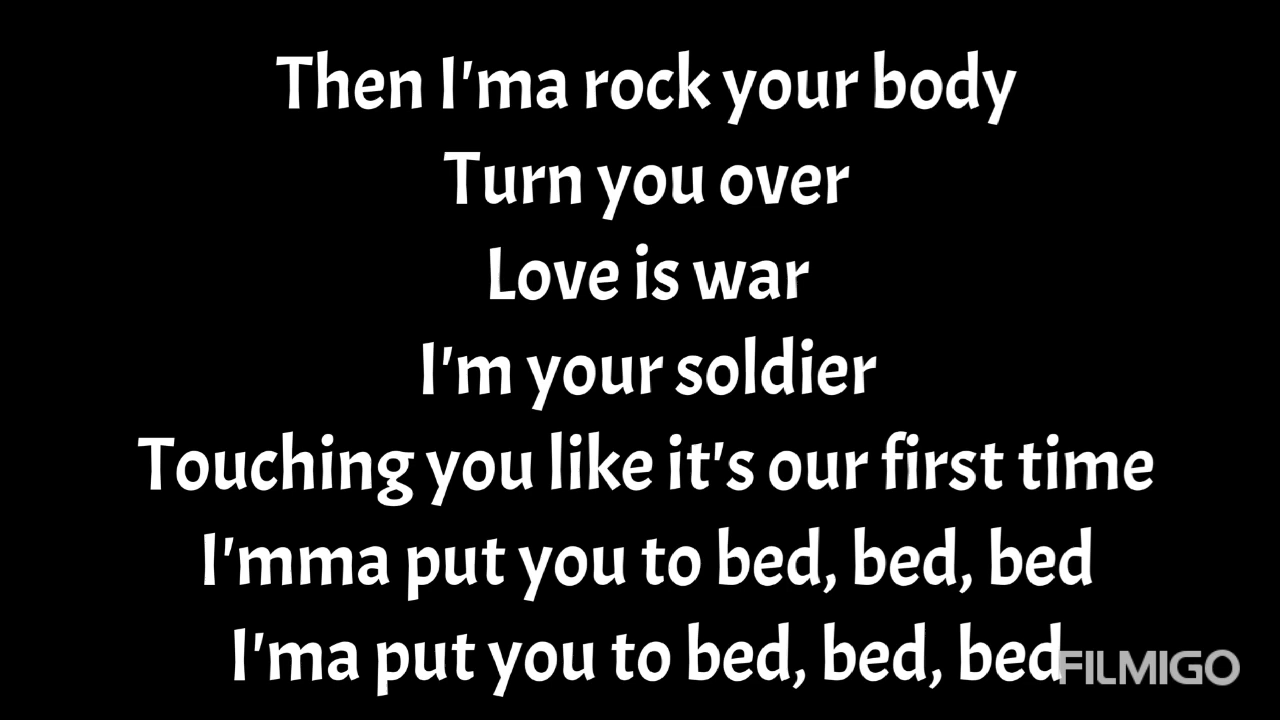 Then I'ma rock your body
Turn you over
Love is war
I'm your soldier
Touching you like it's our first time
I'mma put you to bed, bed, bed
I'ma put you to bed, bed, bed
FILMIGO